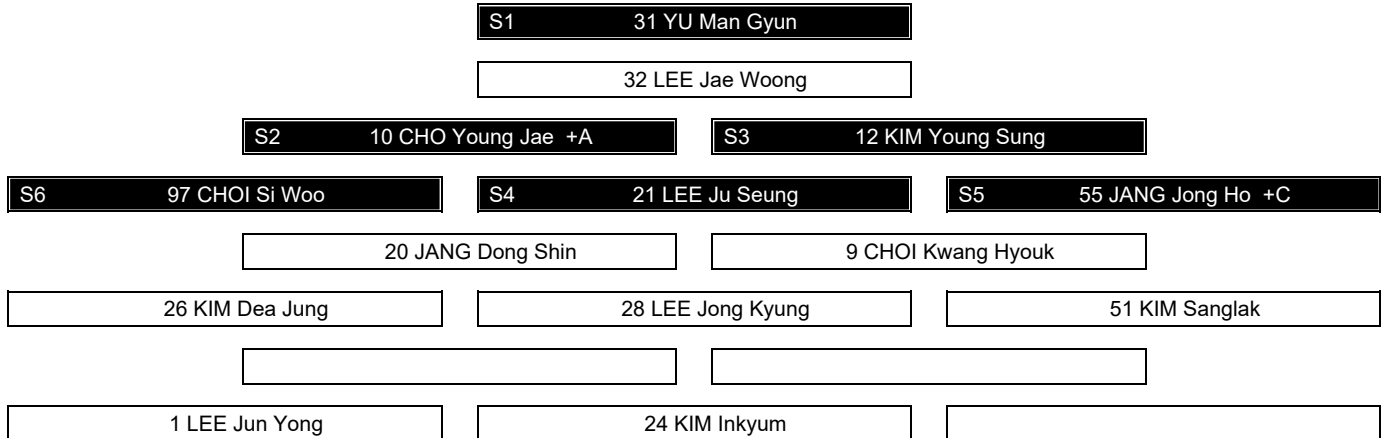 S1 31 YU Man Gyun
32 LEE Jae Woong
S2 10 CHO Young Jae +A S3 12 KIM Young Sung
S6 97 CHOI Si Woo S4 21 LEE Ju Seung S5 55 JANG Jong Ho +C
20 JANG Dong Shin 9 CHOI Kwang Hyouk
26 KIM Dea Jung 28 LEE Jong Kyung 51 KIM Sanglak
1 LEE Jun Yong 24 KIM Inkyum